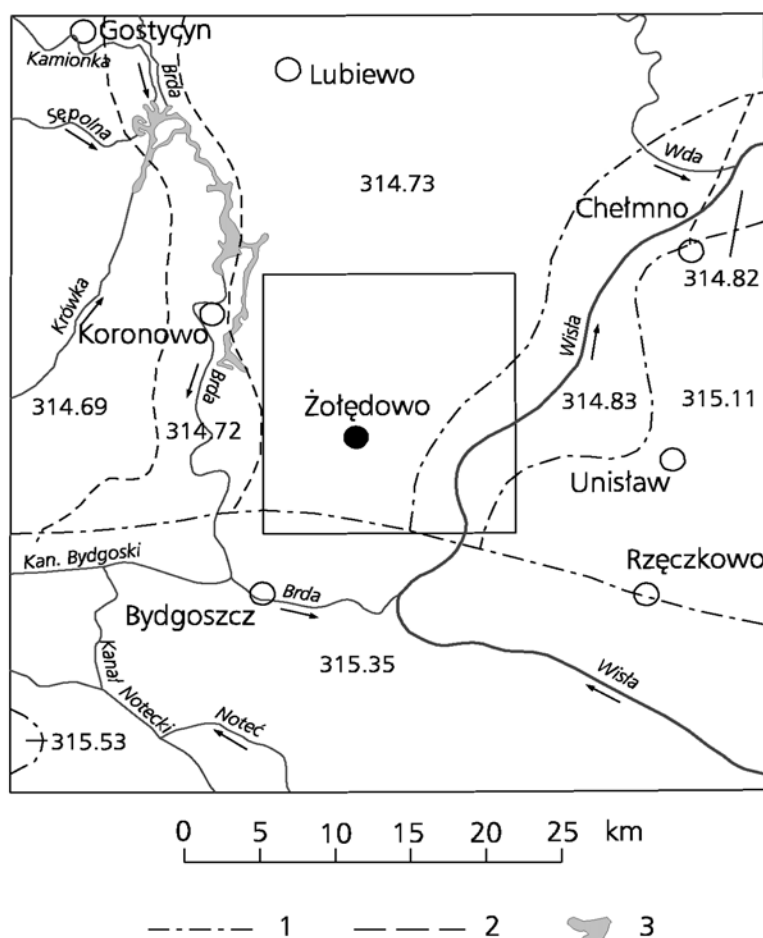 Gostycyn
Kamionka
Brda
Lubiewo
Sępolna
Wda
314.73
Chełmno
314.82
Krówka
Koronowo
Wisła
Brda
314.69
Żołędowo
314.83
315.11
314.72
Unisław
Kan. Bydgoski
Rzęczkowo
Brda
Bydgoszcz
315.35
Kanał Notecki
Wisła
Noteć
315.53
0 5 10 15 20 25 km
1 2 3